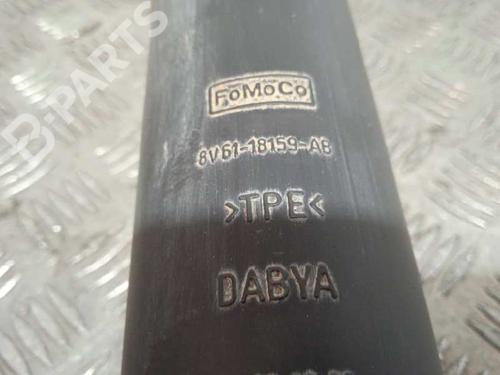 FoMoCo
8V61-18159-AB
>TPE<
DABYA
B-PARTS